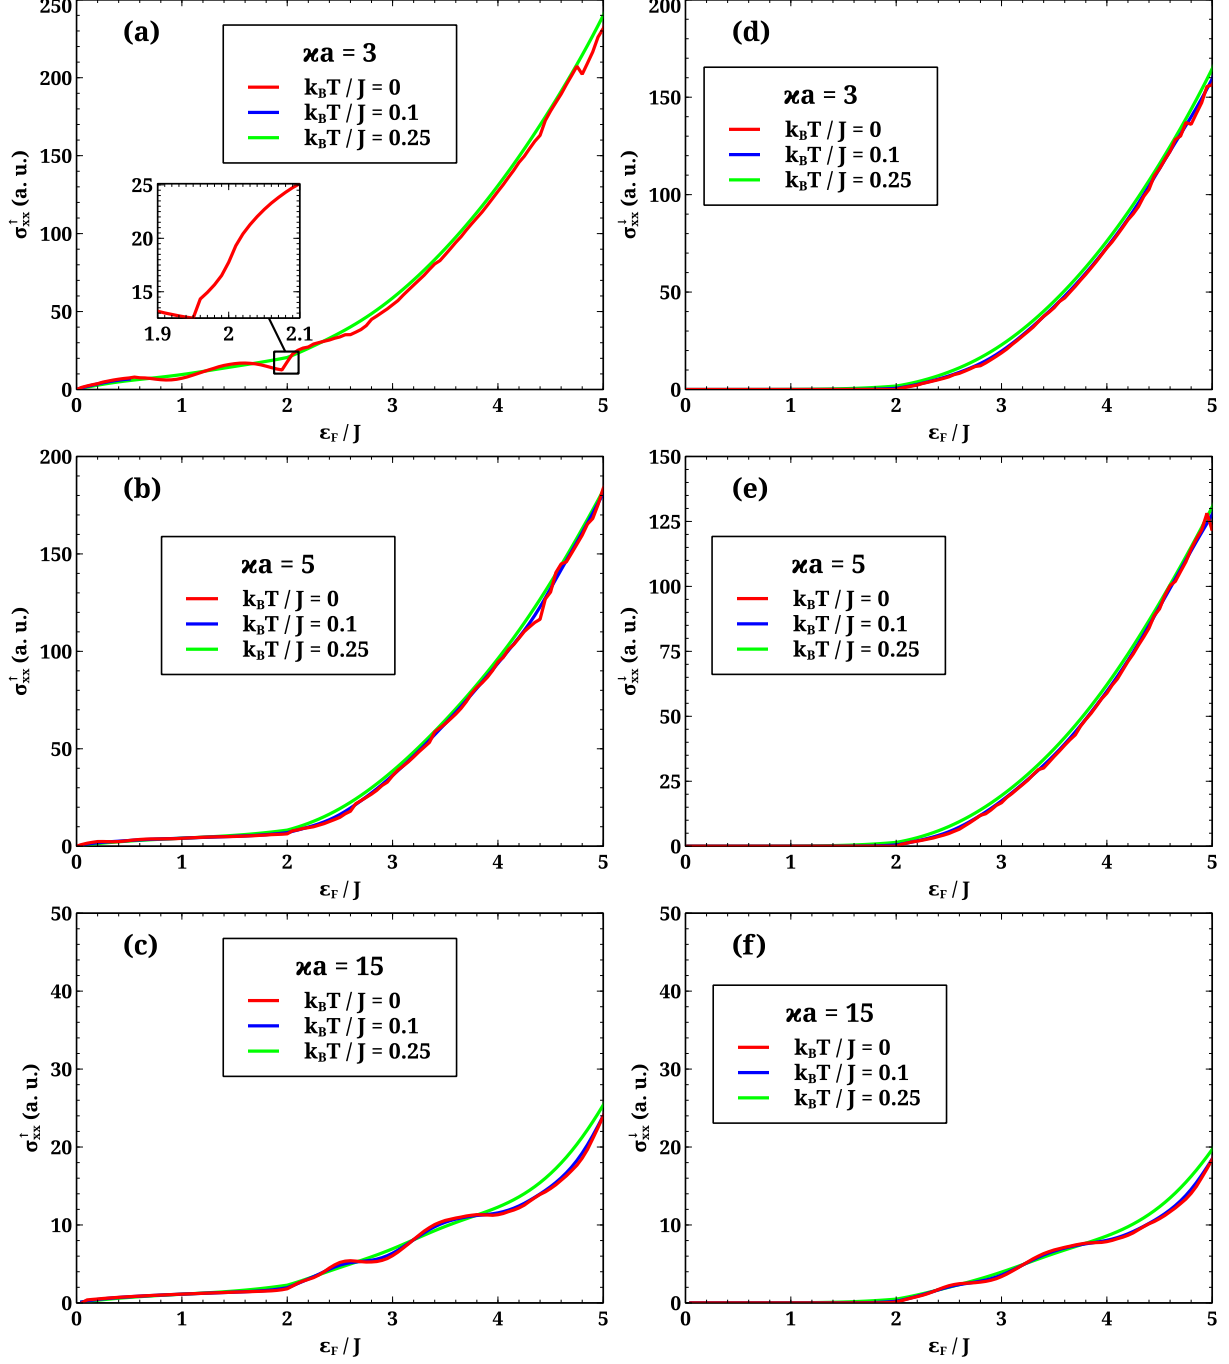 (a)
ϰa = 3
k_BT / J = 0
k_BT / J = 0.1
k_BT / J = 0.25
250
200
150
100
50
0
σ_xx^↑ (a. u.)
25
20
15
1.9 2 2.1
0 1 2 3 4 5
ε_F / J
(d)
ϰa = 3
k_BT / J = 0
k_BT / J = 0.1
k_BT / J = 0.25
200
150
100
50
0
σ_xx^↓ (a. u.)
0 1 2 3 4 5
ε_F / J
(b)
ϰa = 5
k_BT / J = 0
k_BT / J = 0.1
k_BT / J = 0.25
200
150
100
50
0
σ_xx^↑ (a. u.)
0 1 2 3 4 5
ε_F / J
(e)
ϰa = 5
k_BT / J = 0
k_BT / J = 0.1
k_BT / J = 0.25
150
125
100
75
50
25
0
σ_xx^↓ (a. u.)
0 1 2 3 4 5
ε_F / J
(c)
ϰa = 15
k_BT / J = 0
k_BT / J = 0.1
k_BT / J = 0.25
50
40
30
20
10
0
σ_xx^↑ (a. u.)
0 1 2 3 4 5
ε_F / J
(f)
ϰa = 15
k_BT / J = 0
k_BT / J = 0.1
k_BT / J = 0.25
50
40
30
20
10
0
σ_xx^↓ (a. u.)
0 1 2 3 4 5
ε_F / J